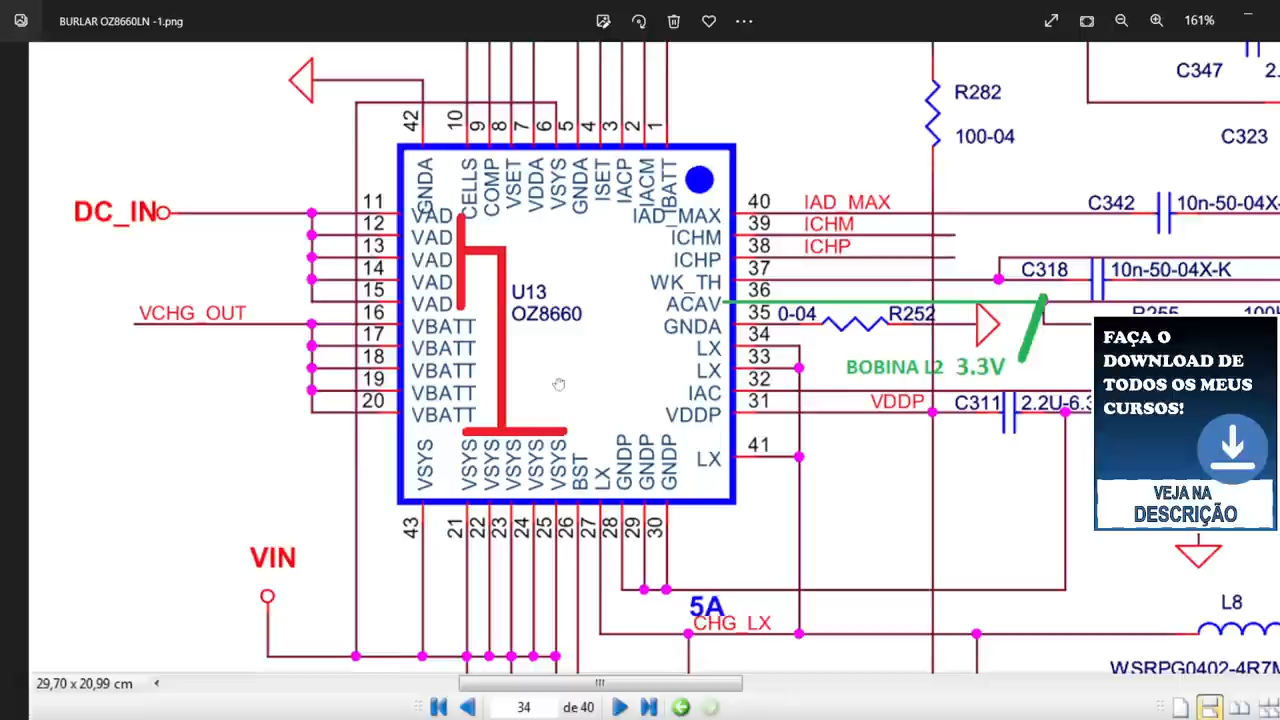 BURLAR OZ8660LN -1.png
161%
C347
2.
R282
100-04
C323
42
10
9
8
7
6
5
4
3
2
1
GNDA
CELLS
COMP
VSET
VDDA
VSYS
GNDA
ISET
IACP
IACM
IBATT
DC_IN
11 VAD
12 VAD
13 VAD
14 VAD
15 VAD
VCHG_OUT
16 VBATT
17 VBATT
18 VBATT
19 VBATT
20 VBATT
U13
OZ8660
IAD_MAX 40 IAD_MAX
ICHM 39 ICHM
ICHP 38 ICHP
WK_TH 37
ACAV 36
GNDA 35
LX 34
LX 33
IAC 32
VDDP 31 VDDP
LX 41
C342 10n-50-04X-
C318 10n-50-04X-K
0-04 R252
R255
BOBINA L2 3.3V
C311 2.2U-6.3
FAÇA O
DOWNLOAD DE
TODOS OS MEUS
CURSOS!
VEJA NA
DESCRIÇÃO
VSYS
VSYS
VSYS
VSYS
VSYS
VSYS
BST
LX
GNDP
GNDP
GNDP
43
21
22
23
24
25
26
27
28
29
30
VIN
5A
CHG_LX
L8
WSRPG0402-4R7M
29,70 x 20,99 cm
34 de 40